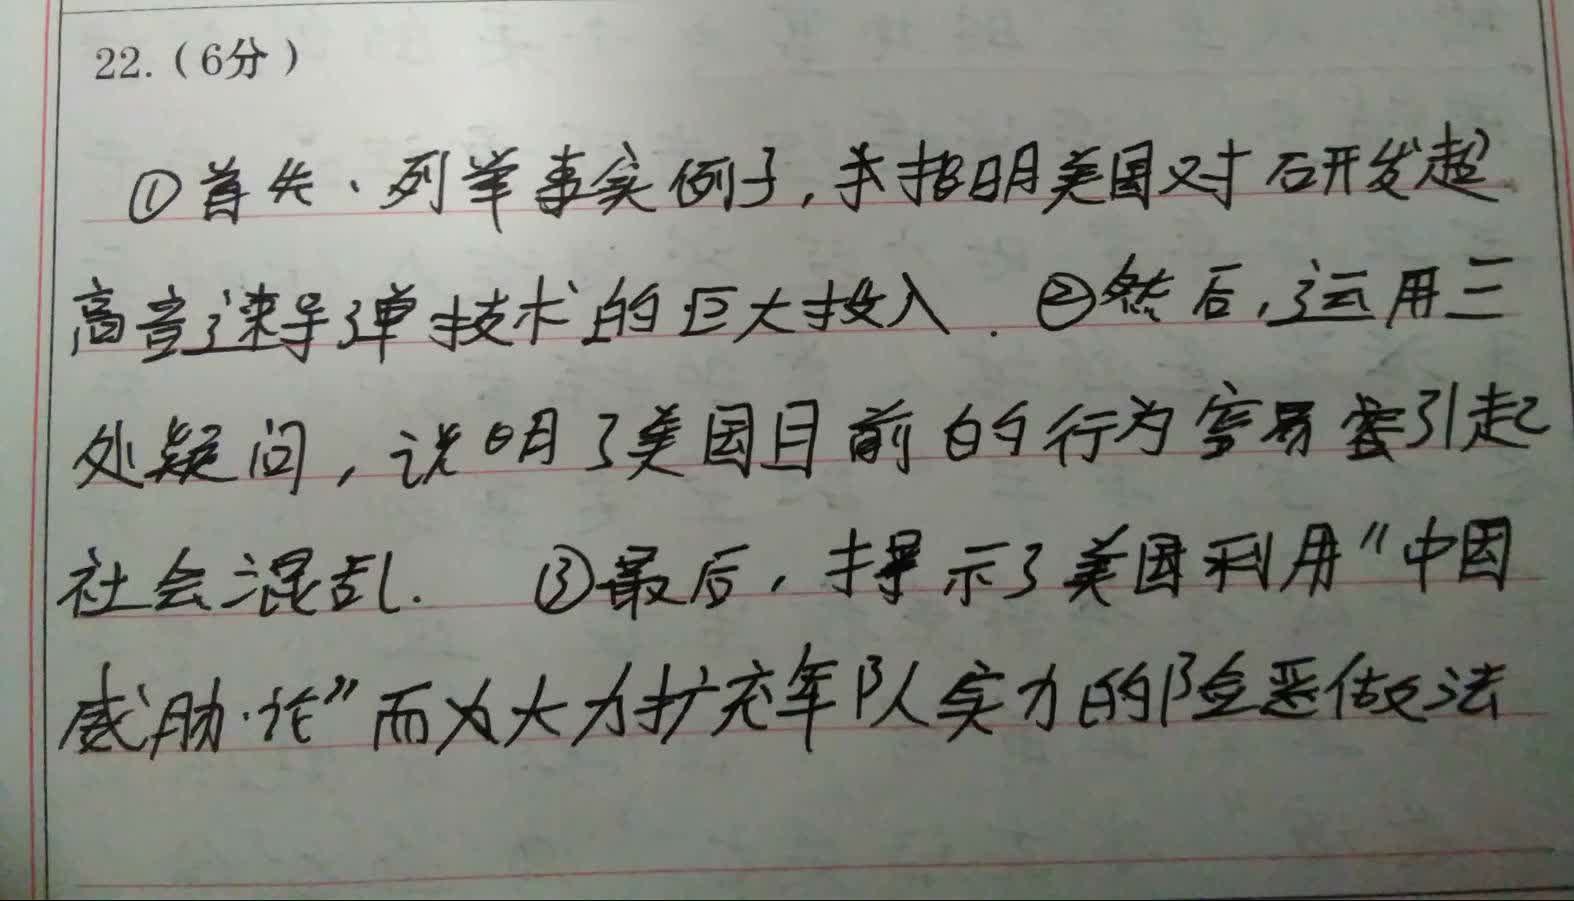 22.（6分）
①首先、列举事实例子,并指明美国对研发超
高音速导弹技术的巨大投入.②然后,运用三
处疑问,说明了美国目前的行为容易引起
社会混乱. ③最后,揭示了美国利用"中国
威胁论"而为大力扩充军队实力的险恶做法